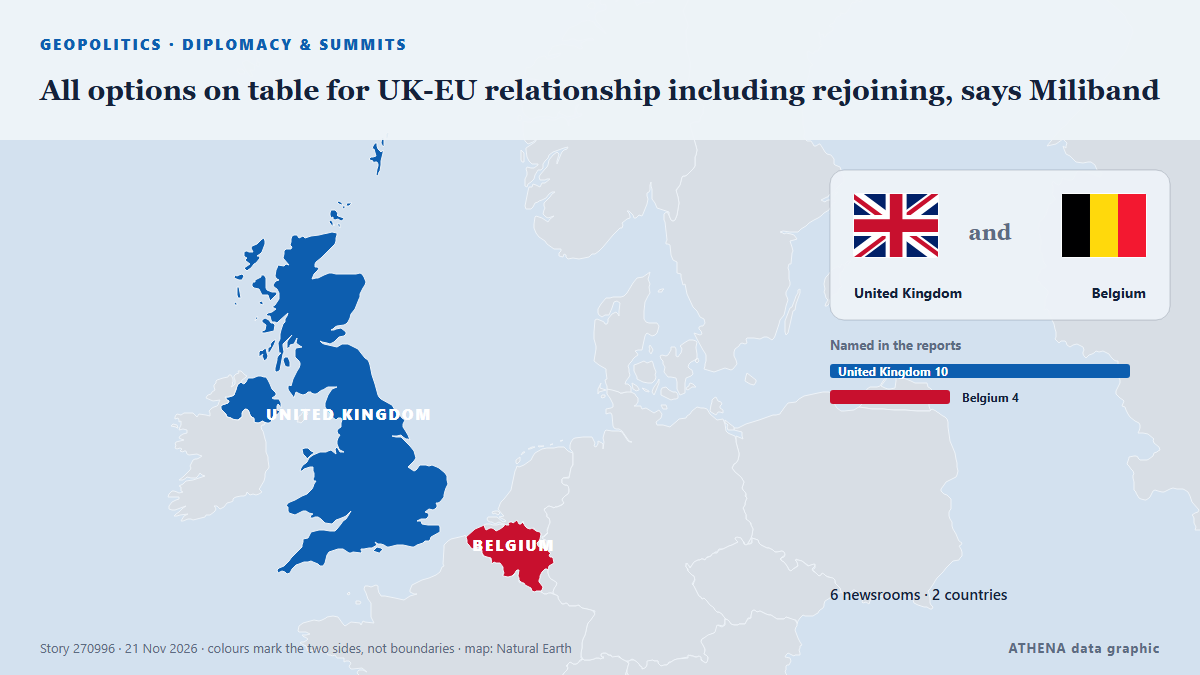 GEOPOLITICS · DIPLOMACY & SUMMITS
All options on table for UK-EU relationship including rejoining, says Miliband
and
United Kingdom
Belgium
Named in the reports
United Kingdom 10
Belgium 4
UNITED KINGDOM
BELGIUM
6 newsrooms · 2 countries
Story 270996 · 21 Nov 2026 · colours mark the two sides, not boundaries · map: Natural Earth
ATHENA data graphic